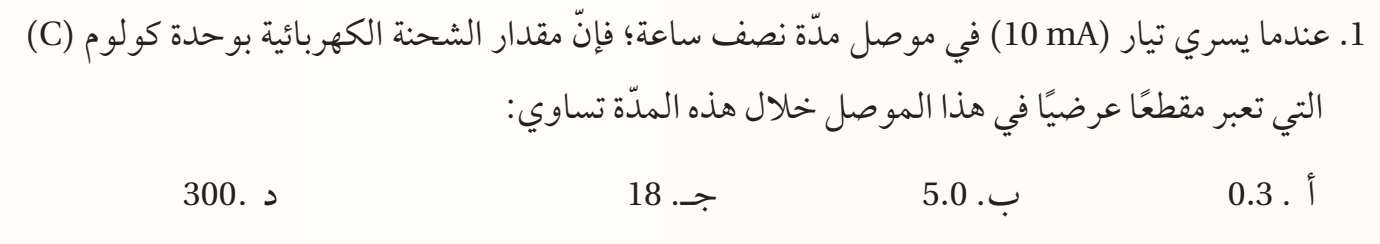 1. عندما يسري تيار (10 mA) في موصل مدّة نصف ساعة؛ فإنّ مقدار الشحنة الكهربائية بوحدة كولوم (C)
التي تعبر مقطعًا عرضيًا في هذا الموصل خلال هذه المدّة تساوي:
أ . 0.3 ب. 5.0 جـ. 18 د .300